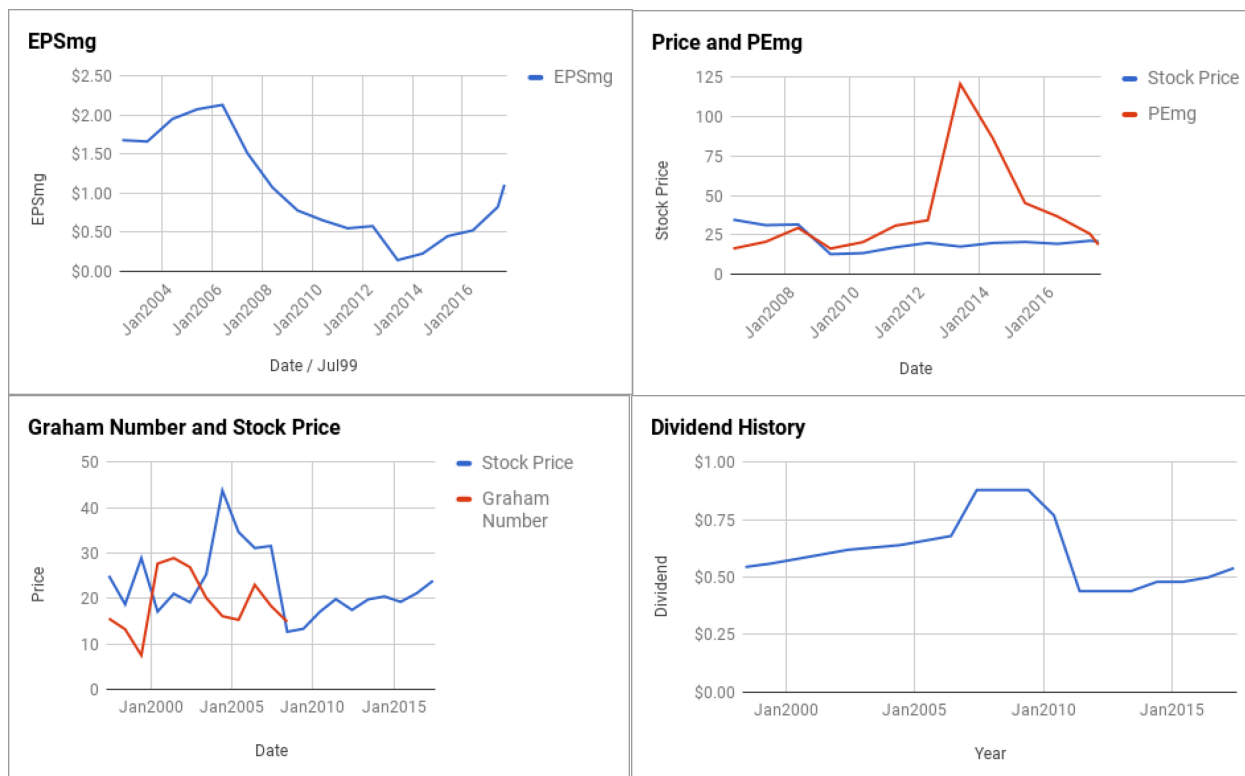 EPSmg
EPSmg
$2.50
$2.00
$1.50
$1.00
$0.50
$0.00
EPSmg
Jan2004
Jan2006
Jan2008
Jan2010
Jan2012
Jan2014
Jan2016
Date / Jul99
Price and PEmg
Stock Price
PEmg
125
100
75
50
25
0
Stock Price
Jan2008
Jan2010
Jan2012
Jan2014
Jan2016
Date
Graham Number and Stock Price
Stock Price
Graham
Number
50
40
30
20
10
0
Price
Jan2000
Jan2005
Jan2010
Jan2015
Date
Dividend History
$1.00
$0.75
$0.50
$0.25
$0.00
Dividend
Jan2000
Jan2005
Jan2010
Jan2015
Year